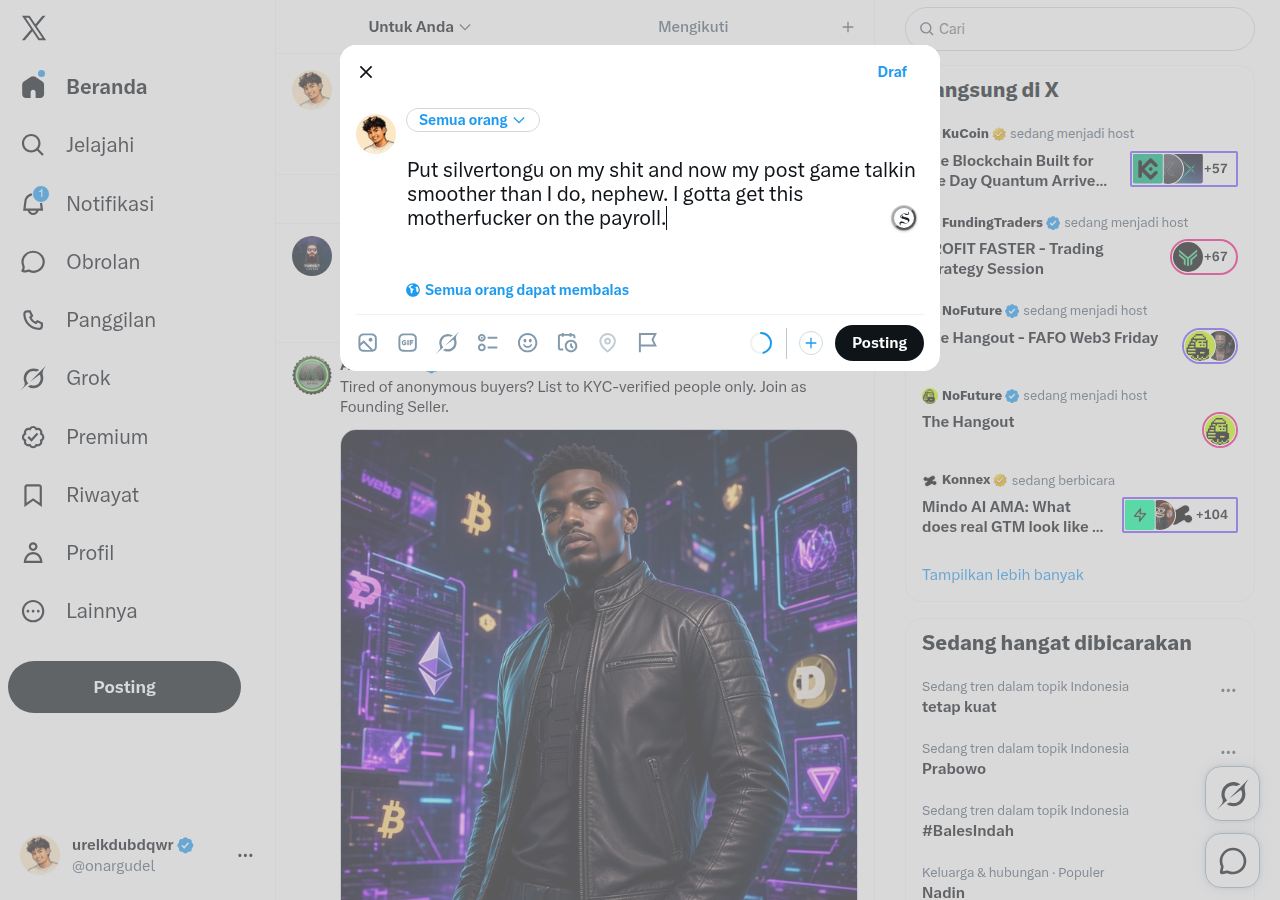 Beranda
Jelajahi
1
Notifikasi
Obrolan
Panggilan
Grok
Premium
Riwayat
Profil
Lainnya
Posting
urelkdubdqwr
@onargudel
Untuk Anda
Mengikuti
Draf
Semua orang
Put silvertongu on my shit and now my post game talkin
smoother than I do, nephew. I gotta get this
motherfucker on the payroll.
S
Semua orang dapat membalas
GIF
Posting
Tired of anonymous buyers? List to KYC-verified people only. Join as
Founding Seller.
web3
Cari
angsung di X
KuCoin sedang menjadi host
e Blockchain Built for
e Day Quantum Arrive...
+57
FundingTraders sedang menjadi host
OFIT FASTER - Trading
rategy Session
+67
NoFuture sedang menjadi host
e Hangout - FAFO Web3 Friday
NoFuture sedang menjadi host
The Hangout
Konnex sedang berbicara
Mindo AI AMA: What
does real GTM look like ...
+104
Tampilkan lebih banyak
Sedang hangat dibicarakan
Sedang tren dalam topik Indonesia
tetap kuat
Sedang tren dalam topik Indonesia
Prabowo
Sedang tren dalam topik Indonesia
#BalesIndah
Keluarga & hubungan · Populer
Nadin